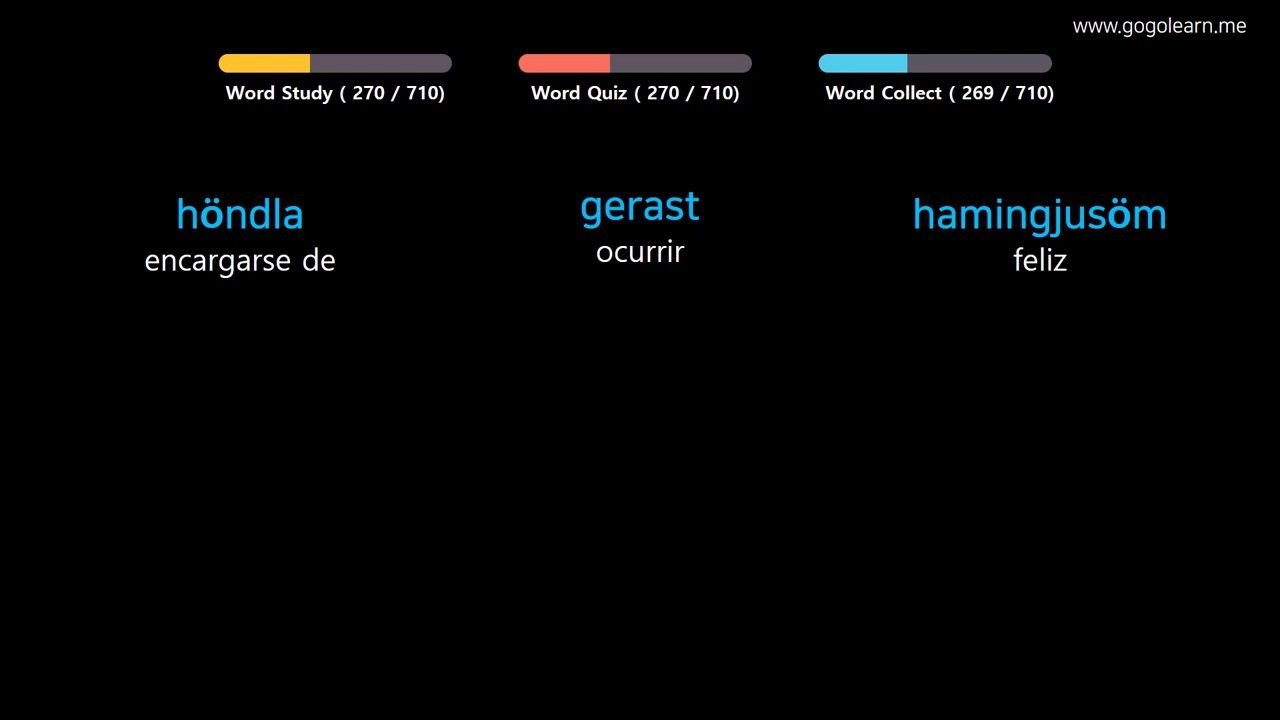 www.gogolearn.me
Word Study ( 270 / 710)
Word Quiz ( 270 / 710)
Word Collect ( 269 / 710)
höndla
encargarse de
gerast
ocurrir
hamingjusöm
feliz